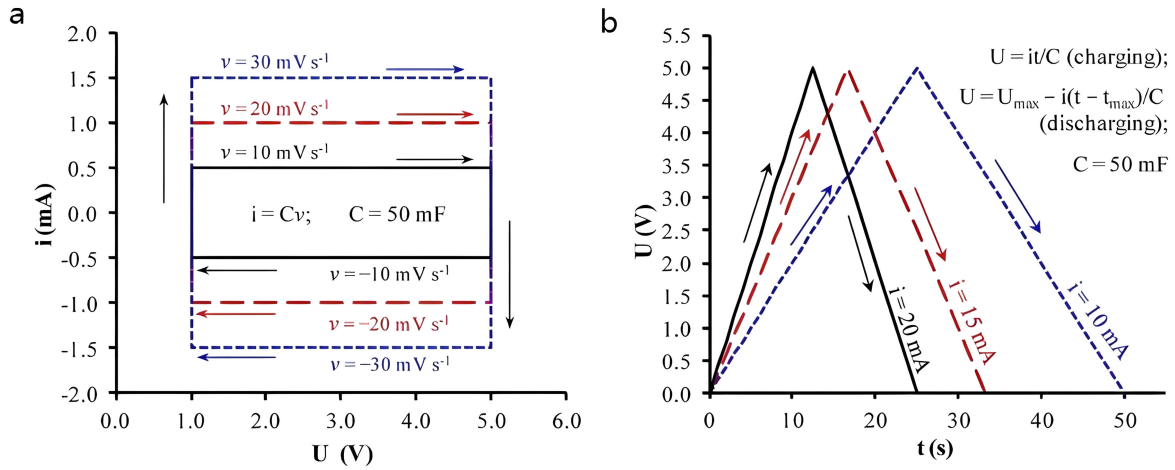 a
2.0
1.5
1.0
0.5
0.0
-0.5
-1.0
-1.5
-2.0
i (mA)
ν = 30 mV s⁻¹
ν = 20 mV s⁻¹
ν = 10 mV s⁻¹
i = Cν; C = 50 mF
ν = −10 mV s⁻¹
ν = −20 mV s⁻¹
ν = −30 mV s⁻¹
0.0 1.0 2.0 3.0 4.0 5.0 6.0
U (V)
b
5.5
5.0
4.5
4.0
3.5
3.0
2.5
2.0
1.5
1.0
0.5
0.0
U (V)
U = it/C (charging);
U = Umax − i(t − tmax)/C
(discharging);
C = 50 mF
i = 20 mA
i = 15 mA
i = 10 mA
0 10 20 30 40 50
t (s)